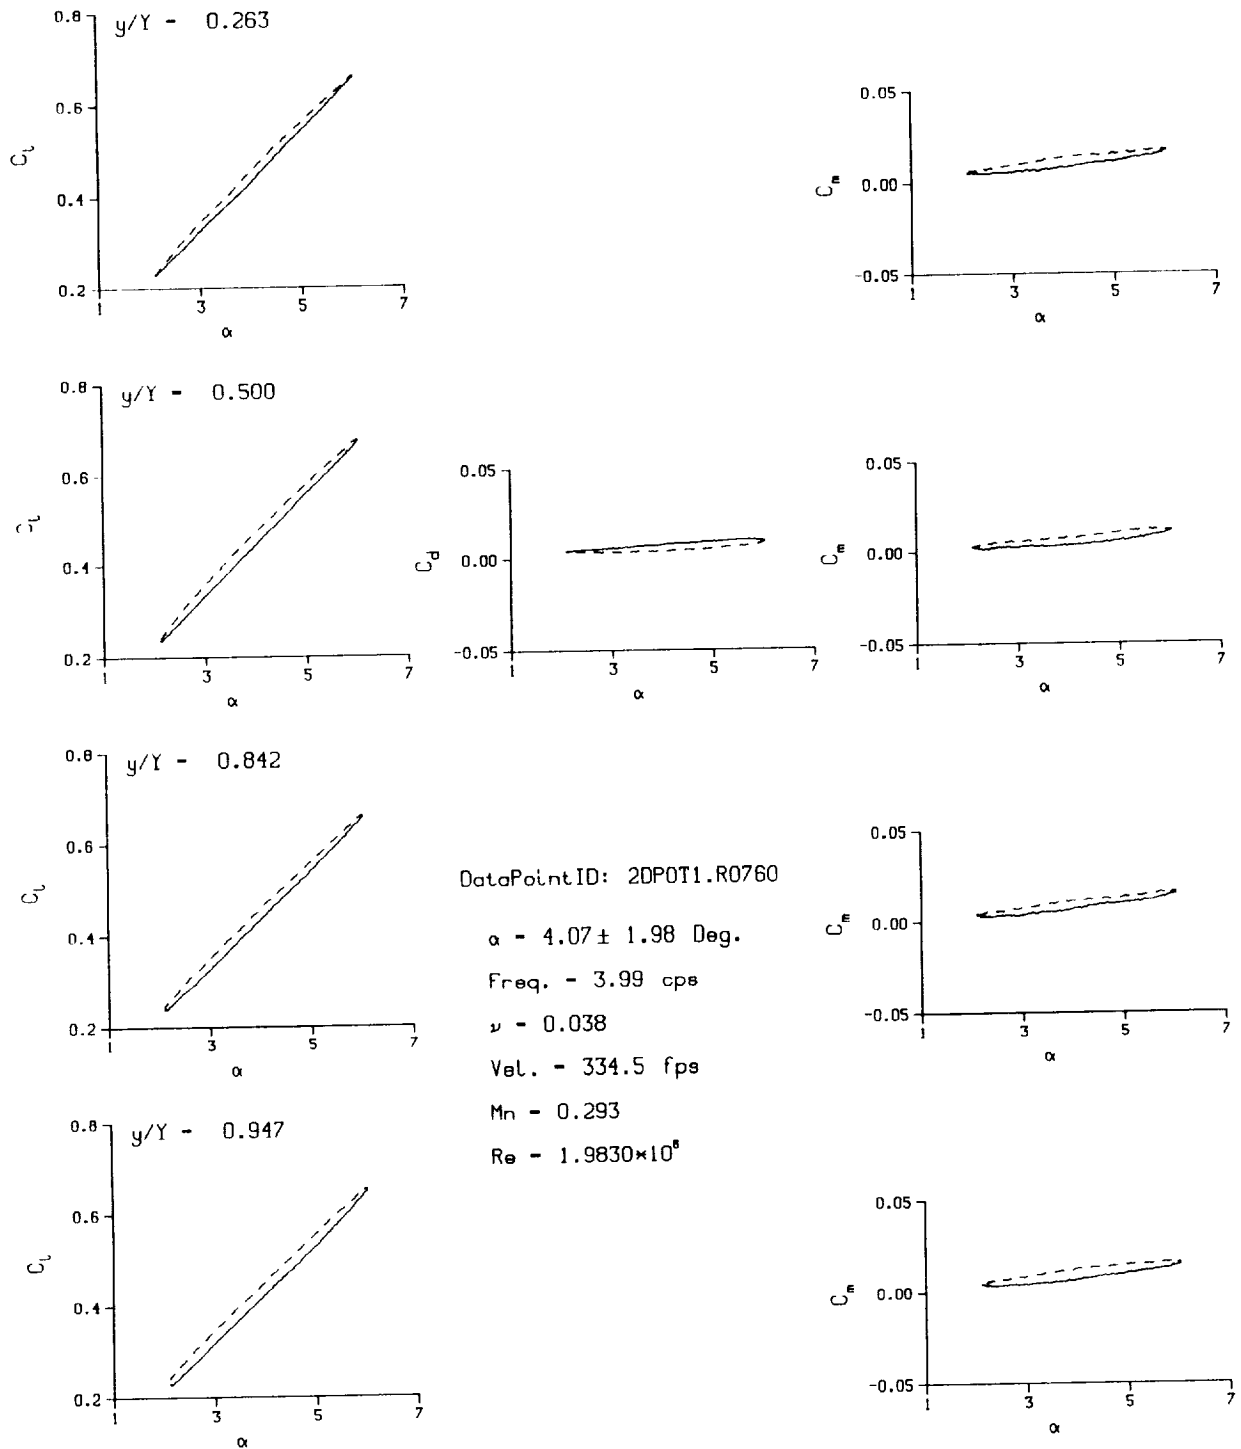 y/Y - 0.263
0.8
0.6
0.4
0.2
C_l
1 3 5 7
α
0.05
0.00
-0.05
C_m
1 3 5 7
α
y/Y - 0.500
0.8
0.6
0.4
0.2
C_l
1 3 5 7
α
0.05
0.00
-0.05
C_d
1 3 5 7
α
0.05
0.00
-0.05
C_m
1 3 5 7
α
y/Y - 0.842
0.8
0.6
0.4
0.2
C_l
1 3 5 7
α
DataPointID: 2DPOT1.R0760
α - 4.07± 1.98 Deg.
Freq. - 3.99 cps
ν - 0.038
Vel. - 334.5 fps
Mn - 0.293
Re - 1.9830×10⁶
0.05
0.00
-0.05
C_m
1 3 5 7
α
y/Y - 0.947
0.8
0.6
0.4
0.2
C_l
1 3 5 7
α
0.05
0.00
-0.05
C_m
1 3 5 7
α